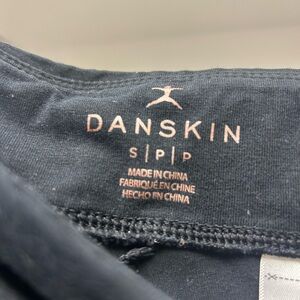 DANSKIN
S|P|P
MADE IN CHINA
FABRIQUÉ EN CHINE
HECHO EN CHINA